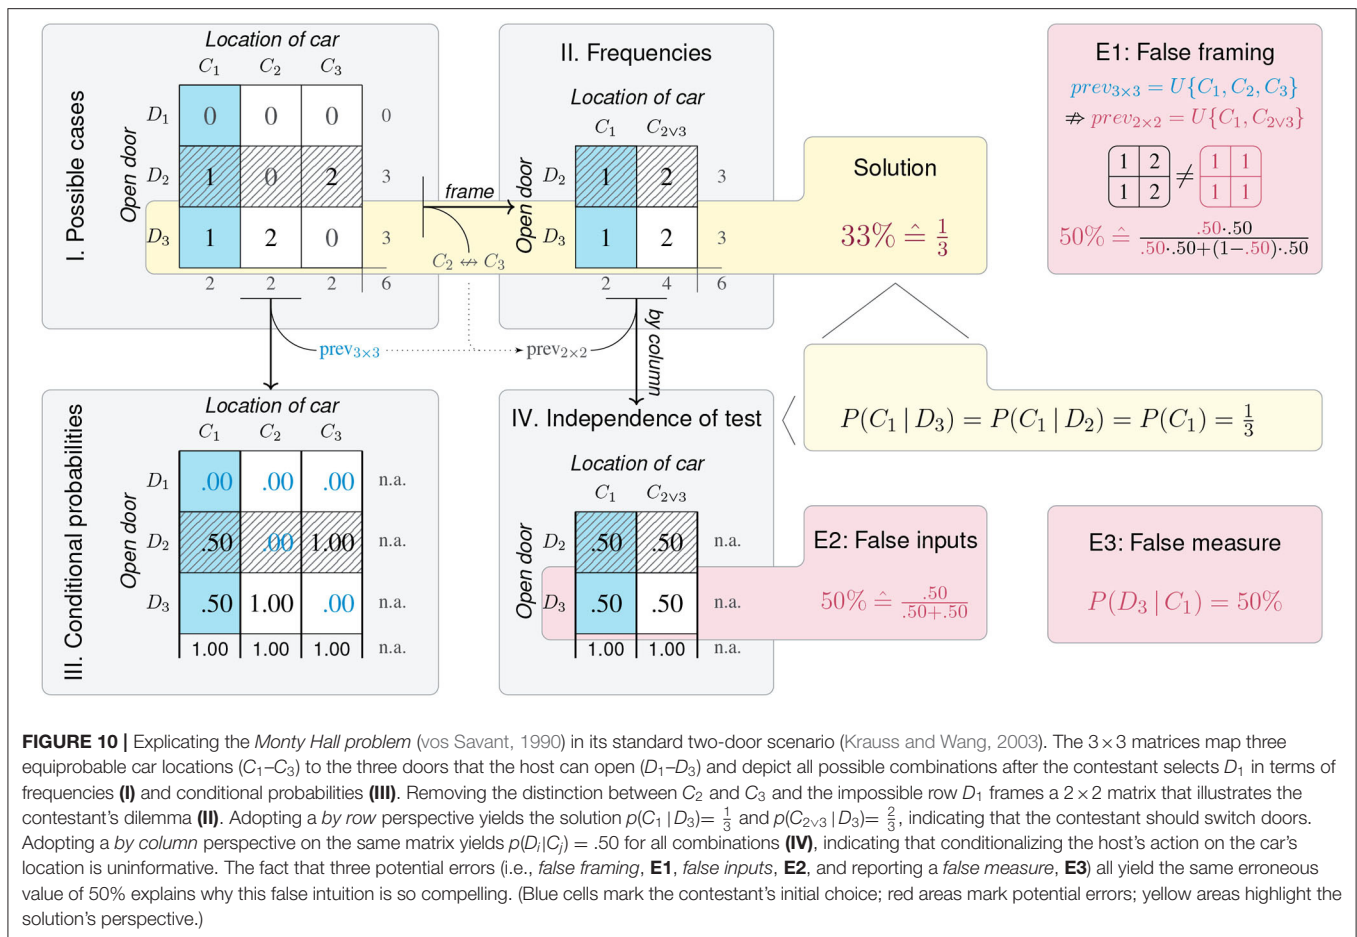 I. Possible cases
Location of car
C₁ C₂ C₃
Open door
D₁ 0 0 0 0
D₂ 1 0 2 3
D₃ 1 2 0 3
2 2 2 6
frame
C₂ ↮ C₃
II. Frequencies
Location of car
C₁ C₂∨₃
Open door
D₂ 1 2 3
D₃ 1 2 3
2 4 6
by column
prev₃ₓ₃
prev₂ₓ₂
Solution
33% ≙ 1/3
E1: False framing
prev₃ₓ₃ = U{C₁, C₂, C₃}
⇏ prev₂ₓ₂ = U{C₁, C₂∨₃}
1 2 1 1
≠
1 2 1 1
50% ≙ .50·.50/.50·.50+(1−.50)·.50
P(C₁ | D₃) = P(C₁ | D₂) = P(C₁) = 1/3
III. Conditional probabilities
Location of car
C₁ C₂ C₃
Open door
D₁ .00 .00 .00 n.a.
D₂ .50 .00 1.00 n.a.
D₃ .50 1.00 .00 n.a.
1.00 1.00 1.00 n.a.
IV. Independence of test
Location of car
C₁ C₂∨₃
Open door
D₂ .50 .50 n.a.
D₃ .50 .50 n.a.
1.00 1.00 n.a.
E2: False inputs
50% ≙ .50/.50+.50
E3: False measure
P(D₃ | C₁) = 50%
FIGURE 10 | Explicating the Monty Hall problem (vos Savant, 1990) in its standard two-door scenario (Krauss and Wang, 2003). The 3×3 matrices map three
equiprobable car locations (C₁–C₃) to the three doors that the host can open (D₁–D₃) and depict all possible combinations after the contestant selects D₁ in terms of
frequencies (I) and conditional probabilities (III). Removing the distinction between C₂ and C₃ and the impossible row D₁ frames a 2×2 matrix that illustrates the
contestant's dilemma (II). Adopting a by row perspective yields the solution p(C₁ | D₃)= 1/3 and p(C₂∨₃ | D₃)= 2/3, indicating that the contestant should switch doors.
Adopting a by column perspective on the same matrix yields p(Dᵢ|Cⱼ) = .50 for all combinations (IV), indicating that conditionalizing the host's action on the car's
location is uninformative. The fact that three potential errors (i.e., false framing, E1, false inputs, E2, and reporting a false measure, E3) all yield the same erroneous
value of 50% explains why this false intuition is so compelling. (Blue cells mark the contestant's initial choice; red areas mark potential errors; yellow areas highlight the
solution's perspective.)